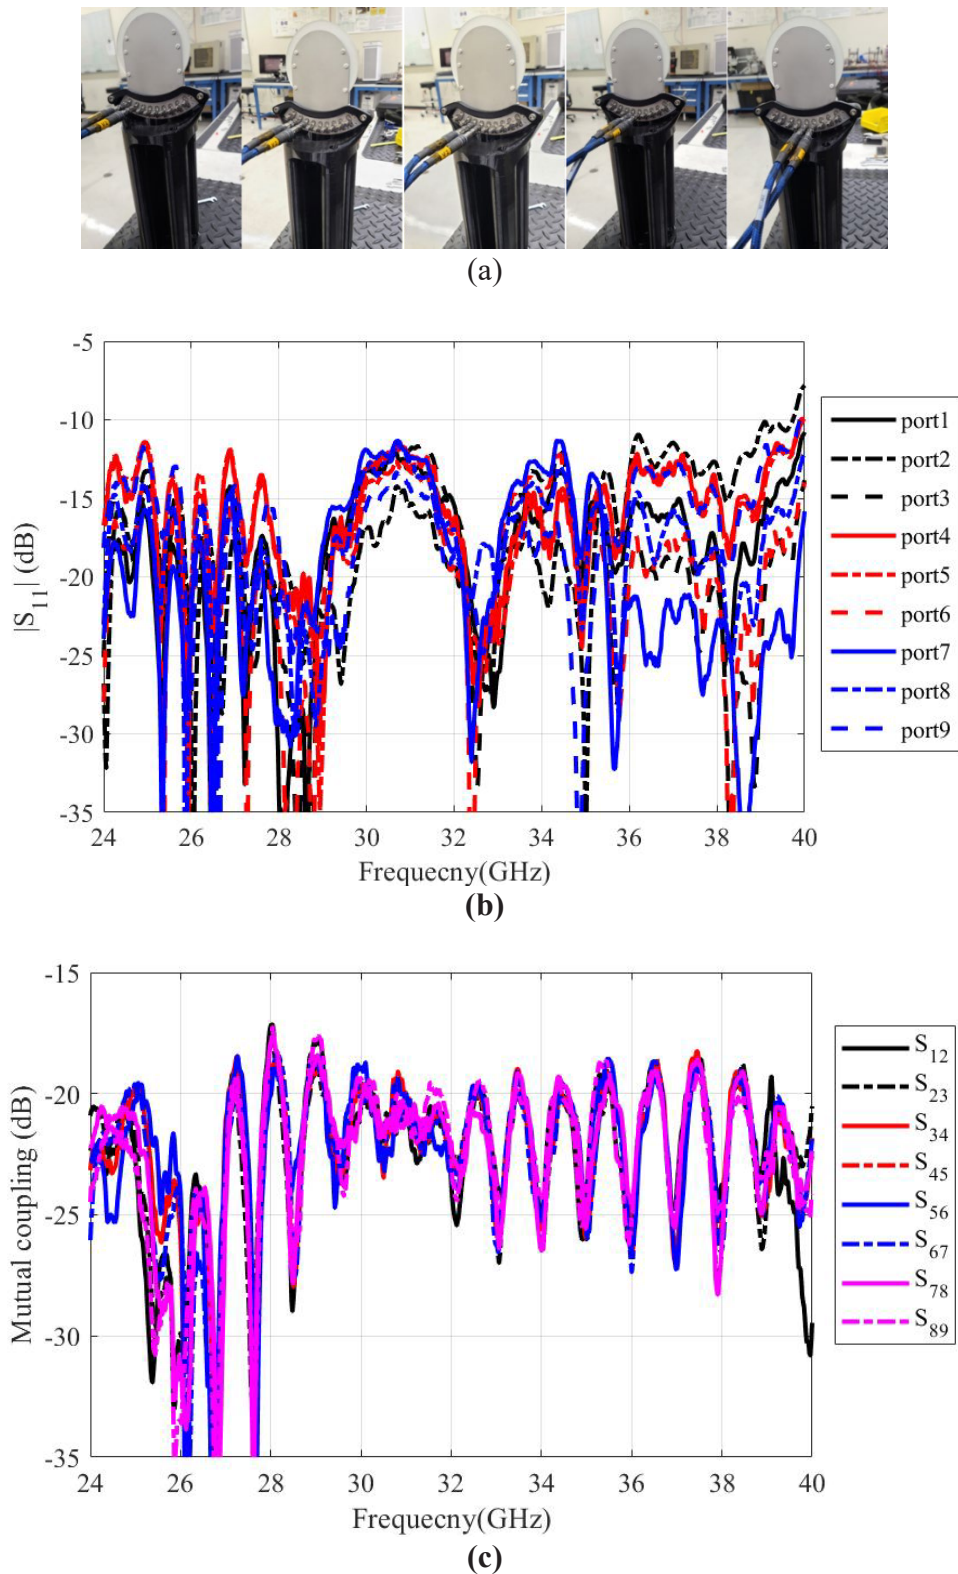 (a)
-5
-10
-15
-20
-25
-30
-35
|S11| (dB)
24 26 28 30 32 34 36 38 40
Frequecny(GHz)
port1
port2
port3
port4
port5
port6
port7
port8
port9
(b)
-15
-20
-25
-30
-35
Mutual coupling (dB)
24 26 28 30 32 34 36 38 40
Frequecny(GHz)
S12
S23
S34
S45
S56
S67
S78
S89
(c)